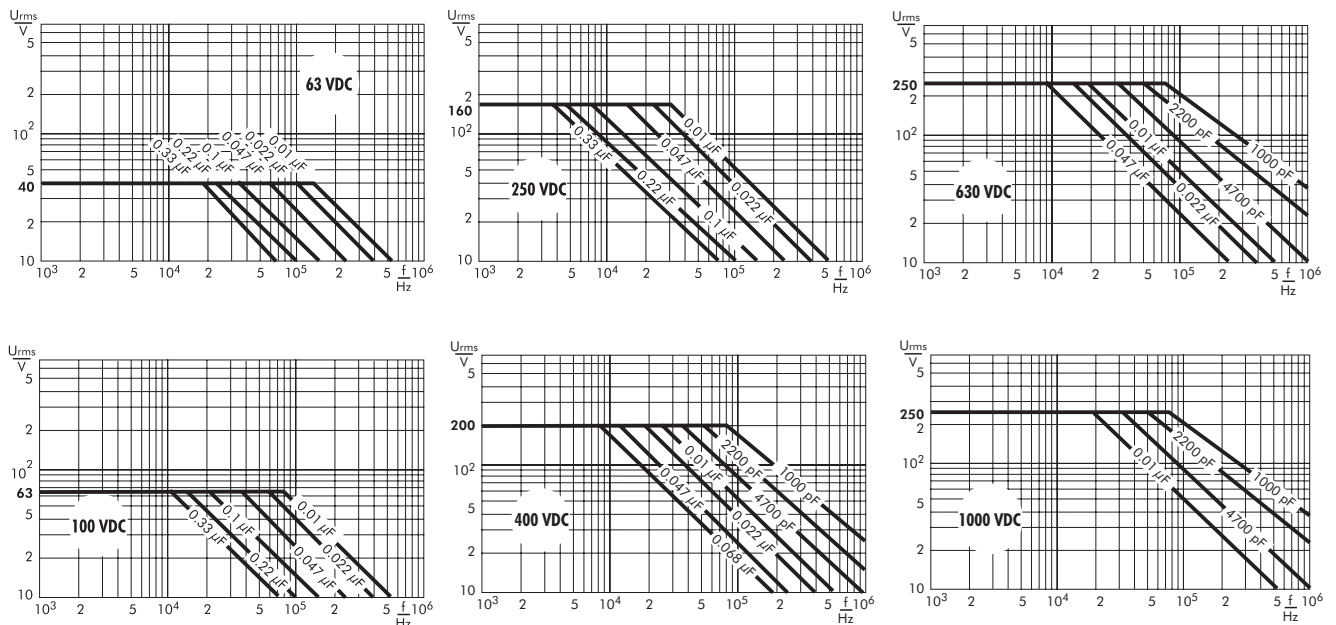 Urms
V
5
2
10²
5
40
2
10
63 VDC
0.33 µF
0.22 µF
0.1 µF
0.047 µF
0.022 µF
0.01 µF
10³ 2 5 10⁴ 2 5 10⁵ 2 f 10⁶
Hz
Urms
V
5
2
160
10²
5
2
10
250 VDC
0.33 µF
0.22 µF
0.1 µF
0.047 µF
0.022 µF
0.01 µF
10³ 2 5 10⁴ 2 5 10⁵ 2 5 f 10⁶
Hz
Urms
V
5
250
2
10²
5
2
10
630 VDC
0.047 µF
0.022 µF
0.01 µF
4700 pF
2200 pF
1000 pF
10³ 2 5 10⁴ 2 5 10⁵ 2 5 f 10⁶
Hz
Urms
V
5
2
10²
63
5
2
10
100 VDC
0.33 µF
0.22 µF
0.1 µF
0.047 µF
0.022 µF
0.01 µF
10³ 2 5 10⁴ 2 5 10⁵ 2 5 f 10⁶
Hz
Urms
V
5
200
10²
5
2
10
400 VDC
0.068 µF
0.047 µF
0.022 µF
0.01 µF
4700 pF
2200 pF
1000 pF
10³ 2 5 10⁴ 2 5 10⁵ 2 5 f 10⁶
Hz
Urms
V
5
250
2
10²
5
2
10
1000 VDC
0.01 µF
4700 pF
2200 pF
1000 pF
10³ 2 5 10⁴ 2 5 10⁵ 2 5 f 10⁶
Hz